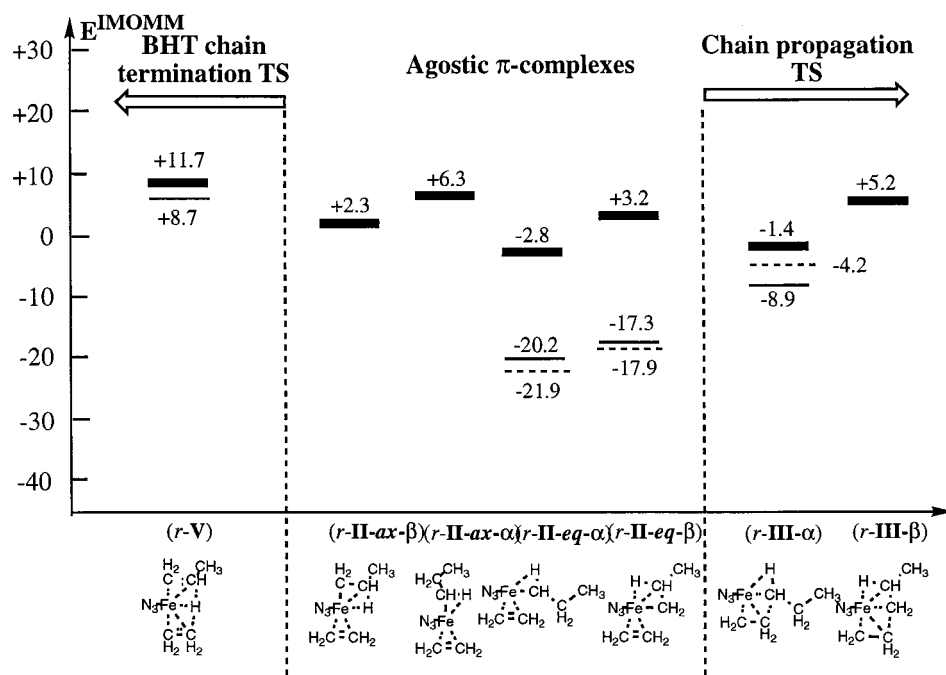 E^IMOMM
+30
+20
+10
0
-10
-20
-30
-40
BHT chain
termination TS
Agostic π-complexes
Chain propagation
TS
+11.7
+8.7
+2.3
+6.3
-2.8
-20.2
-21.9
+3.2
-17.3
-17.9
-1.4
-4.2
-8.9
+5.2
(r-V)
(r-II-ax-β)(r-II-ax-α)(r-II-eq-α)(r-II-eq-β)
(r-III-α)
(r-III-β)
H2
C
CH
CH3
N3Fe
H
C
H2
CH2
H2
C
CH3
CH
N3Fe
H
H2C
CH2
CH3
H2C
CH
H
N3Fe
H2C
CH2
H
N3Fe
CH
CH3
C
H2
H2C
CH2
CH3
H
CH
N3Fe
CH2
H2C
CH2
H
N3Fe
CH
CH3
C
H2
C
H2
CH2
CH3
H
CH
N3Fe
CH2
H2C
C
H2